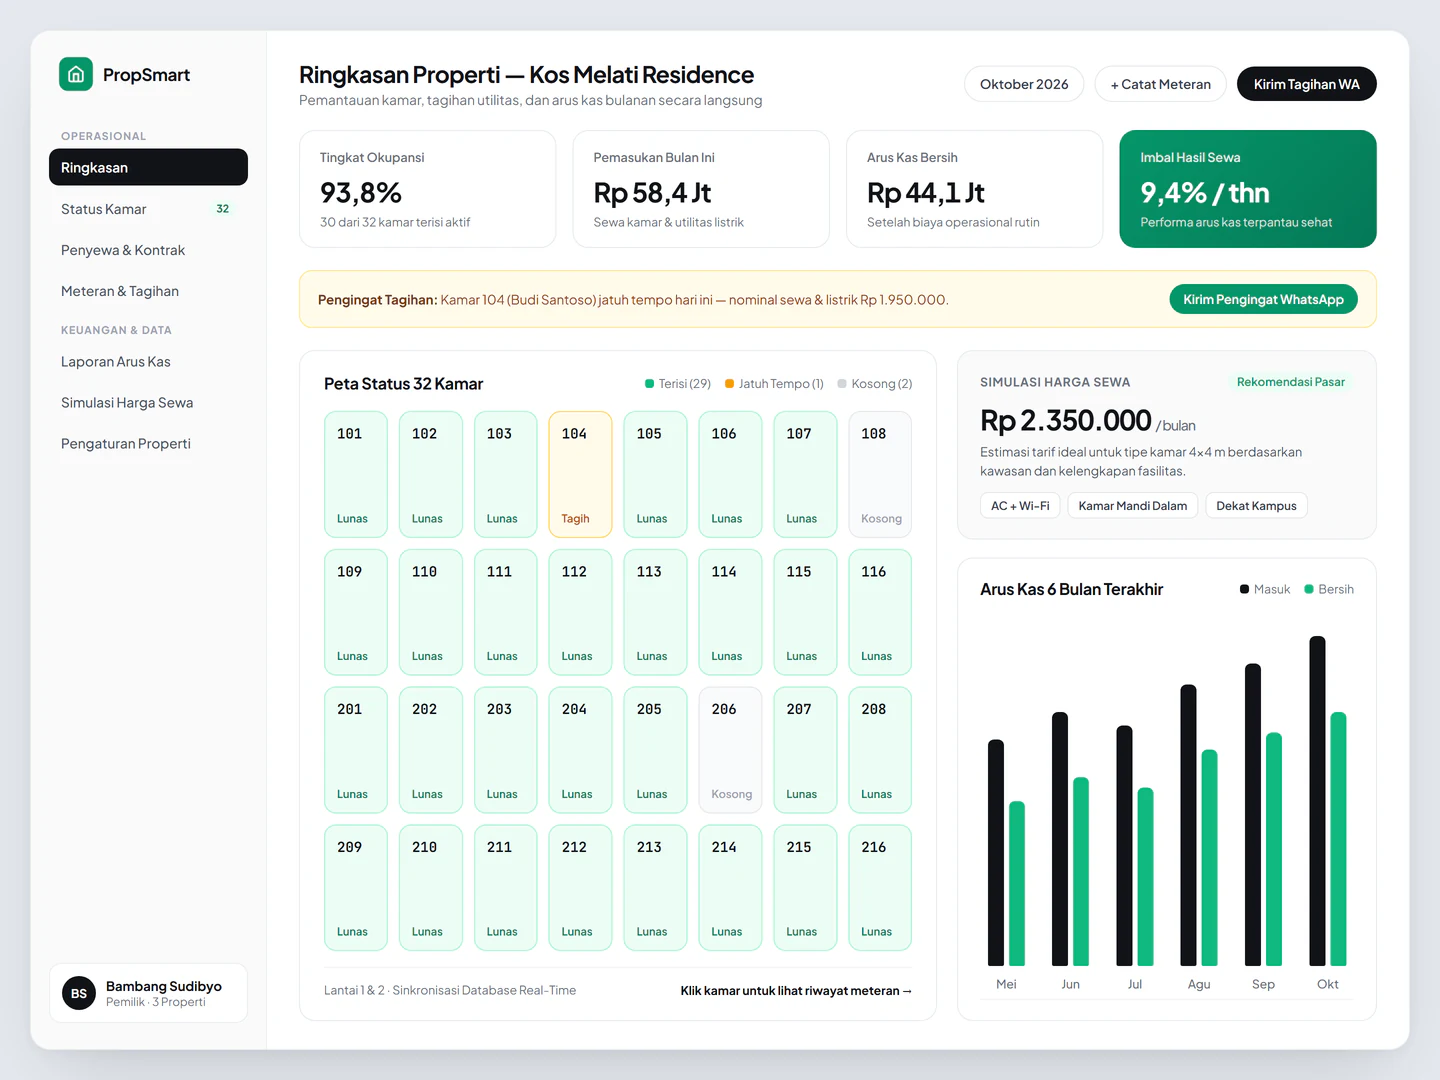 PropSmart
OPERASIONAL
Ringkasan
Status Kamar 32
Penyewa & Kontrak
Meteran & Tagihan
KEUANGAN & DATA
Laporan Arus Kas
Simulasi Harga Sewa
Pengaturan Properti
BS
Bambang Sudibyo
Pemilik · 3 Properti
Ringkasan Properti — Kos Melati Residence
Pemantauan kamar, tagihan utilitas, dan arus kas bulanan secara langsung
Oktober 2026
+ Catat Meteran
Kirim Tagihan WA
Tingkat Okupansi
93,8%
30 dari 32 kamar terisi aktif
Pemasukan Bulan Ini
Rp 58,4 Jt
Sewa kamar & utilitas listrik
Arus Kas Bersih
Rp 44,1 Jt
Setelah biaya operasional rutin
Imbal Hasil Sewa
9,4% / thn
Performa arus kas terpantau sehat
Pengingat Tagihan: Kamar 104 (Budi Santoso) jatuh tempo hari ini — nominal sewa & listrik Rp 1.950.000.
Kirim Pengingat WhatsApp
Peta Status 32 Kamar
Terisi (29) Jatuh Tempo (1) Kosong (2)
101 102 103 104 105 106 107 108
Lunas Lunas Lunas Tagih Lunas Lunas Lunas Kosong
109 110 111 112 113 114 115 116
Lunas Lunas Lunas Lunas Lunas Lunas Lunas Lunas
201 202 203 204 205 206 207 208
Lunas Lunas Lunas Lunas Lunas Kosong Lunas Lunas
209 210 211 212 213 214 215 216
Lunas Lunas Lunas Lunas Lunas Lunas Lunas Lunas
Lantai 1 & 2 · Sinkronisasi Database Real-Time
Klik kamar untuk lihat riwayat meteran →
SIMULASI HARGA SEWA
Rekomendasi Pasar
Rp 2.350.000 /bulan
Estimasi tarif ideal untuk tipe kamar 4×4 m berdasarkan
kawasan dan kelengkapan fasilitas.
AC + Wi-Fi
Kamar Mandi Dalam
Dekat Kampus
Arus Kas 6 Bulan Terakhir
Masuk Bersih
Mei Jun Jul Agu Sep Okt